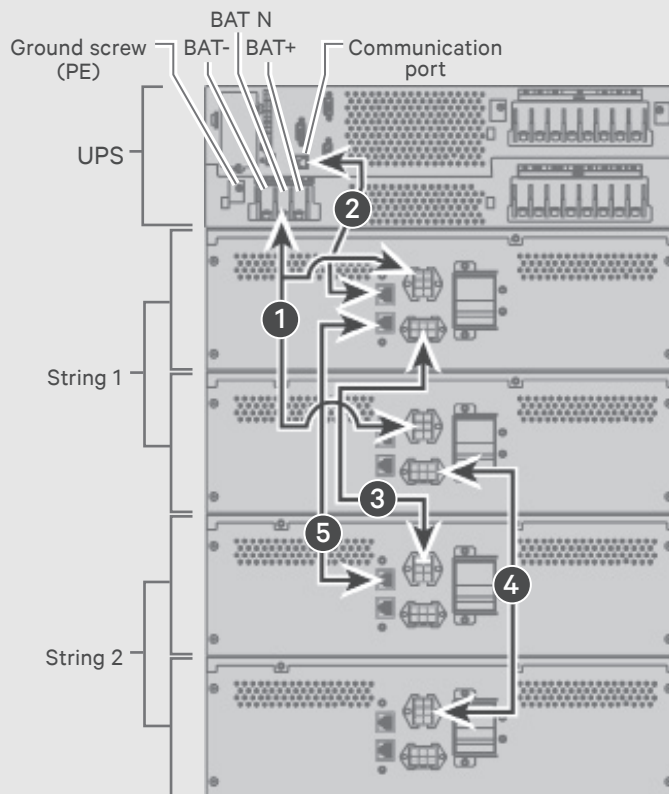 BAT N
Ground screw
(PE)
BAT-
BAT+
Communication
port
UPS
2
1
String 1
3
5
4
String 2